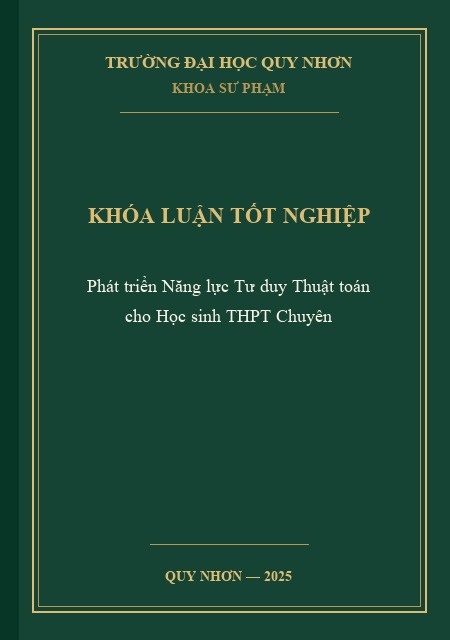 TRƯỜNG ĐẠI HỌC QUY NHƠN
KHOA SƯ PHẠM
KHÓA LUẬN TỐT NGHIỆP
Phát triển Năng lực Tư duy Thuật toán
cho Học sinh THPT Chuyên
QUY NHƠN — 2025